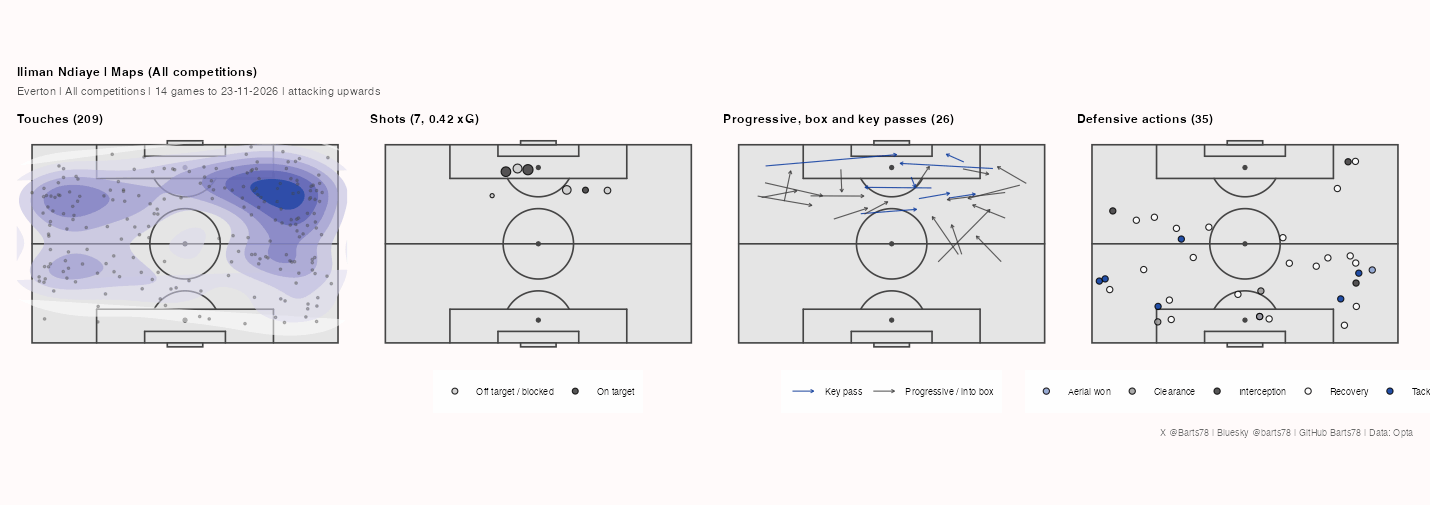 Iliman Ndiaye | Maps (All competitions)
Everton | All competitions | 14 games to 23-11-2026 | attacking upwards
Touches (209)
Shots (7, 0.42 xG)
Progressive, box and key passes (26)
Defensive actions (35)
Off target / blocked
On target
Key pass
Progressive / Into box
Aerial won
Clearance
Interception
Recovery
Tack
X @Barts78 | Bluesky @barts78 | GitHub Barts78 | Data: Opta